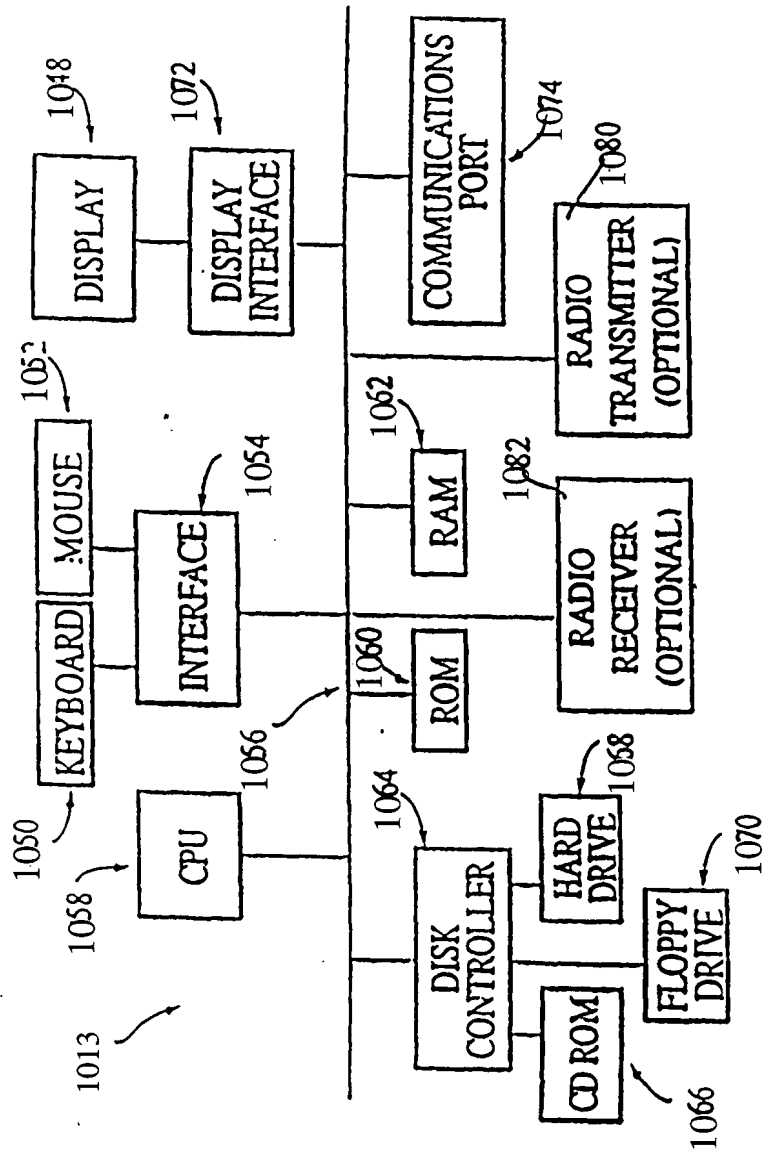 1013
1058
CPU
1050
KEYBOARD
MOUSE
1052
INTERFACE
1054
DISPLAY
1048
DISPLAY
INTERFACE
1072
1056
1064
DISK
CONTROLLER
1060
ROM
RAM
1062
COMMUNICATIONS
PORT
1074
CD ROM
1066
HARD
DRIVE
1068
FLOPPY
DRIVE
1070
RADIO
RECEIVER
(OPTIONAL)
1082
RADIO
TRANSMITTER
(OPTIONAL)
1080